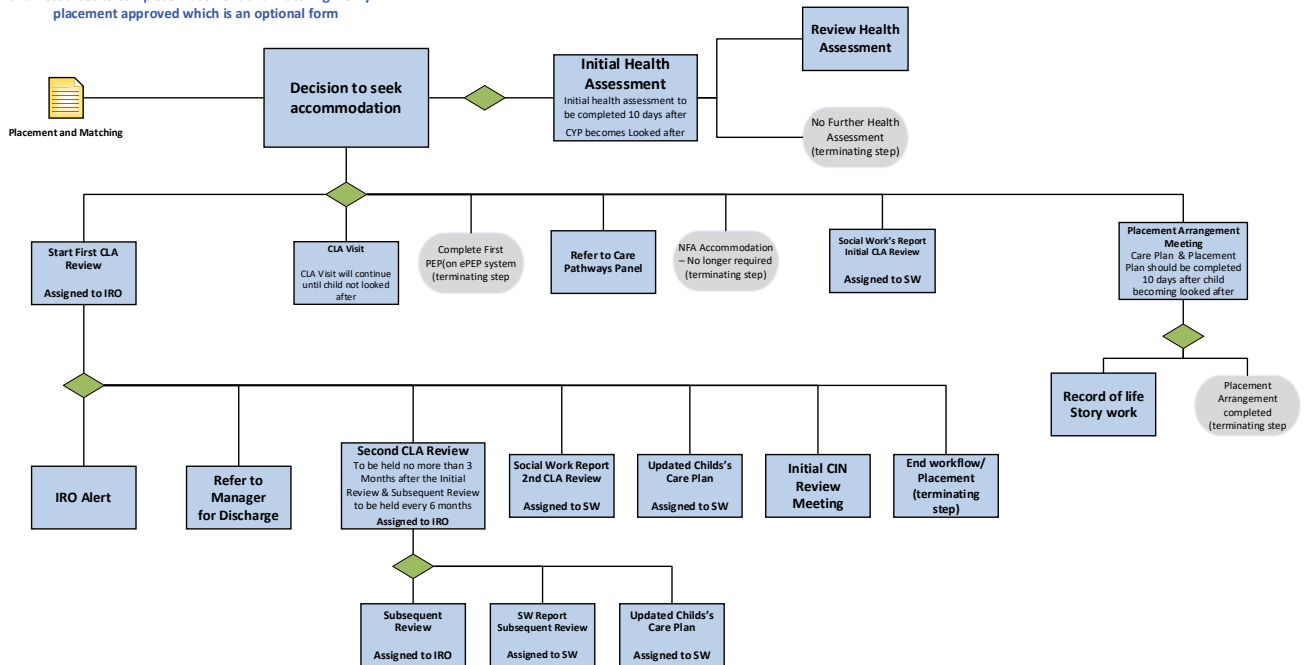 placement approved which is an optional form
Placement and Matching
Decision to seek
accommodation
Initial Health
Assessment
Initial health assessment to
be completed 10 days after
CYP becomes Looked after
Review Health
Assessment
No Further Health
Assessment
(terminating step)
Start First CLA
Review
Assigned to IRO
CLA Visit
CLA Visit will continue
until child not looked
after
Complete First
PEP(on ePEP system
(terminating step
Refer to Care
Pathways Panel
NFA Accommodation
– No longer required
(terminating step)
Social Work's Report
Initial CLA Review
Assigned to SW
Placement Arrangement
Meeting
Care Plan & Placement
Plan should be completed
10 days after child
becoming looked after
Record of life
Story work
Placement
Arrangement
completed
(terminating step
IRO Alert
Refer to
Manager
for Discharge
Second CLA Review
To be held no more than 3
Months after the Initial
Review & Subsequent Review
to be held every 6 months
Assigned to IRO
Social Work Report
2nd CLA Review
Assigned to SW
Updated Childs's
Care Plan
Assigned to SW
Initial CIN
Review
Meeting
End workflow/
Placement
(terminating
step)
Subsequent
Review
Assigned to IRO
SW Report
Subsequent Review
Assigned to SW
Updated Childs's
Care Plan
Assigned to SW